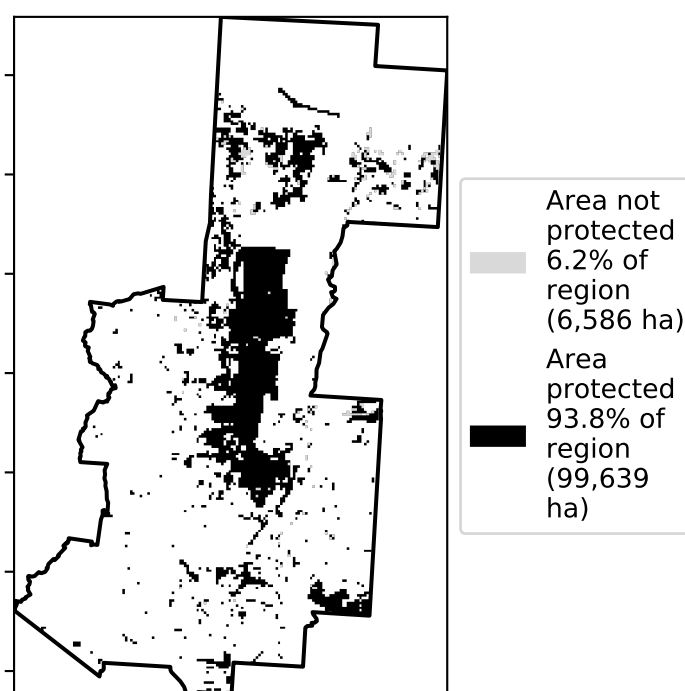 Area not
protected
6.2% of
region
(6,586 ha)
Area
protected
93.8% of
region
(99,639
ha)